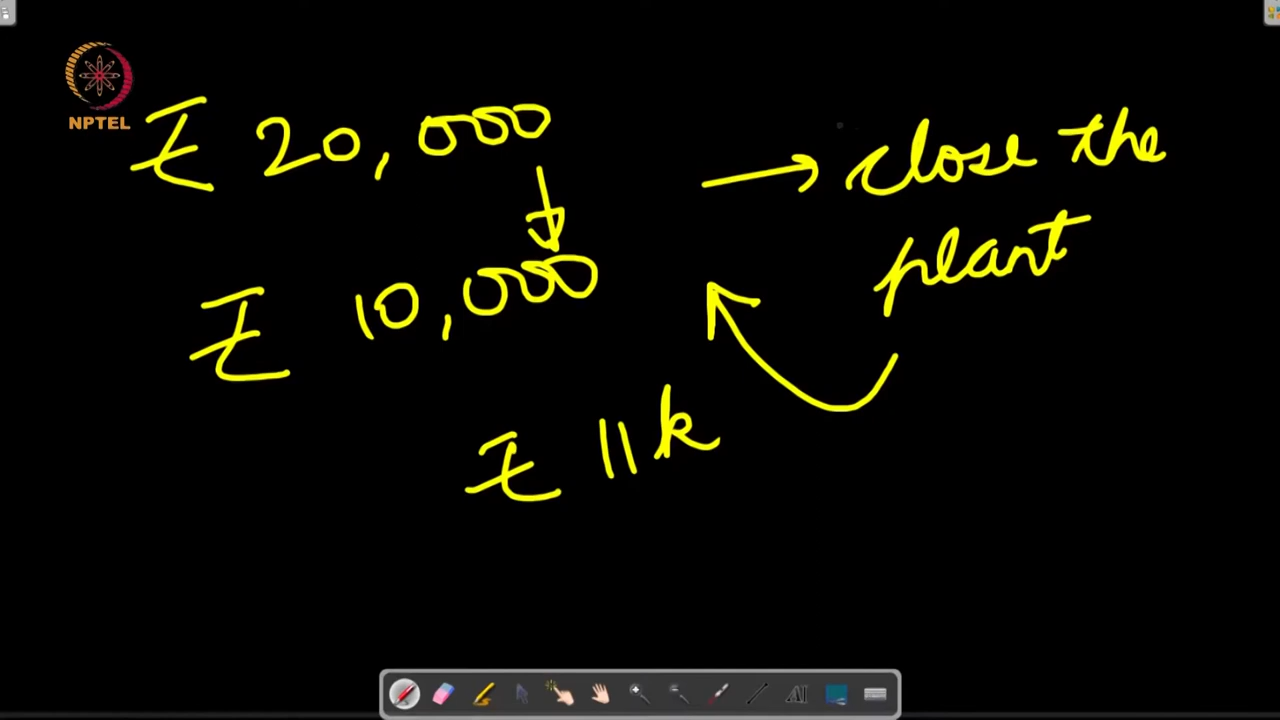 NPTEL
₹ 20,000 → close the
plant
₹ 10,000
₹ 11k